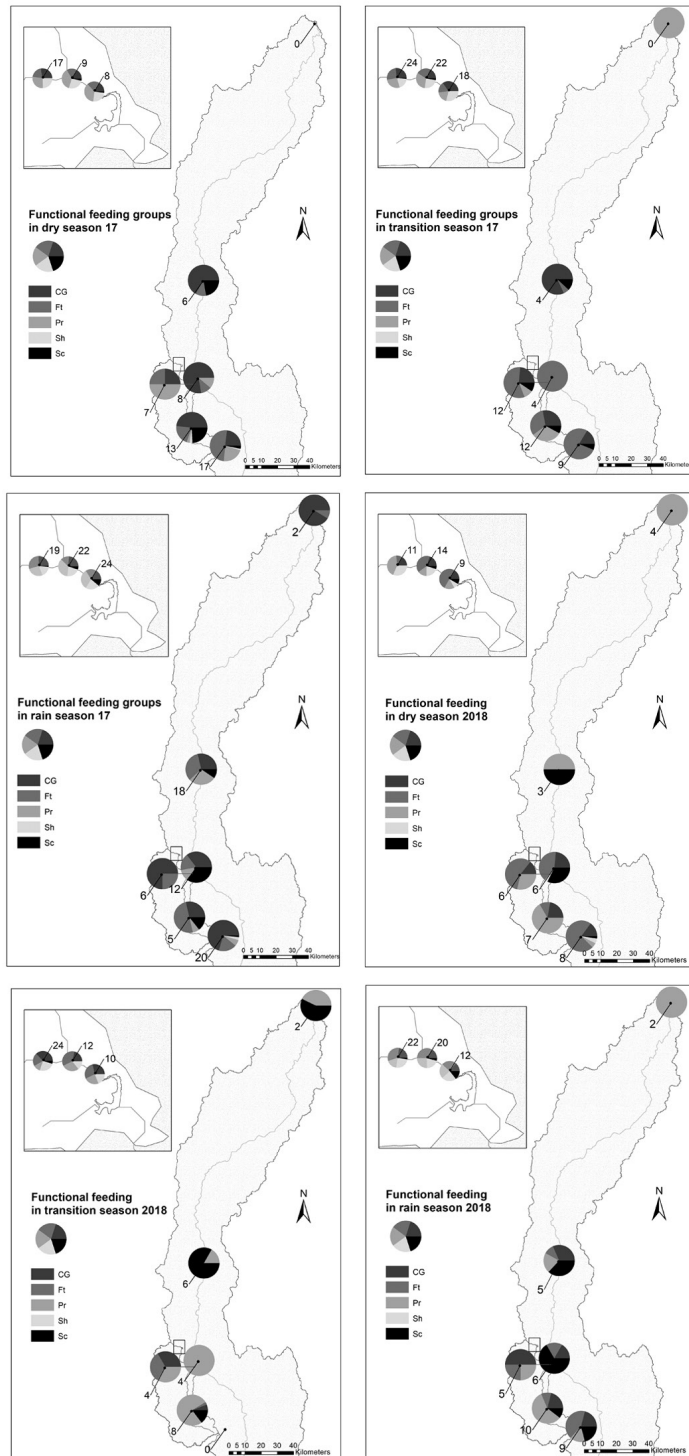 0
17
9
8
N
Functional feeding groups
in dry season 17
CG
Ft
Pr
Sh
Sc
6
7
8
13
17
0 5 10 20 30 40
Kilometers
0
24
22
18
N
Functional feeding groups
in transition season 17
CG
Ft
Pr
Sh
Sc
4
12
4
12
9
0 5 10 20 30 40
Kilometers
2
19
22
24
N
Functional feeding groups
in rain season 17
CG
Ft
Pr
Sh
Sc
18
6
12
5
20
0 5 10 20 30 40
Kilometers
4
11
14
9
N
Functional feeding
in dry season 2018
CG
Ft
Pr
Sh
Sc
3
6
6
7
8
0 5 10 20 30 40
Kilometers
2
24
12
10
N
Functional feeding
in transition season 2018
CG
Ft
Pr
Sh
Sc
6
4
4
8
0
0 5 10 20 30 40
Kilometers
2
22
20
12
N
Functional feeding
in rain season 2018
CG
Ft
Pr
Sh
Sc
5
5
6
10
9
0 5 10 20 30 40
Kilometers